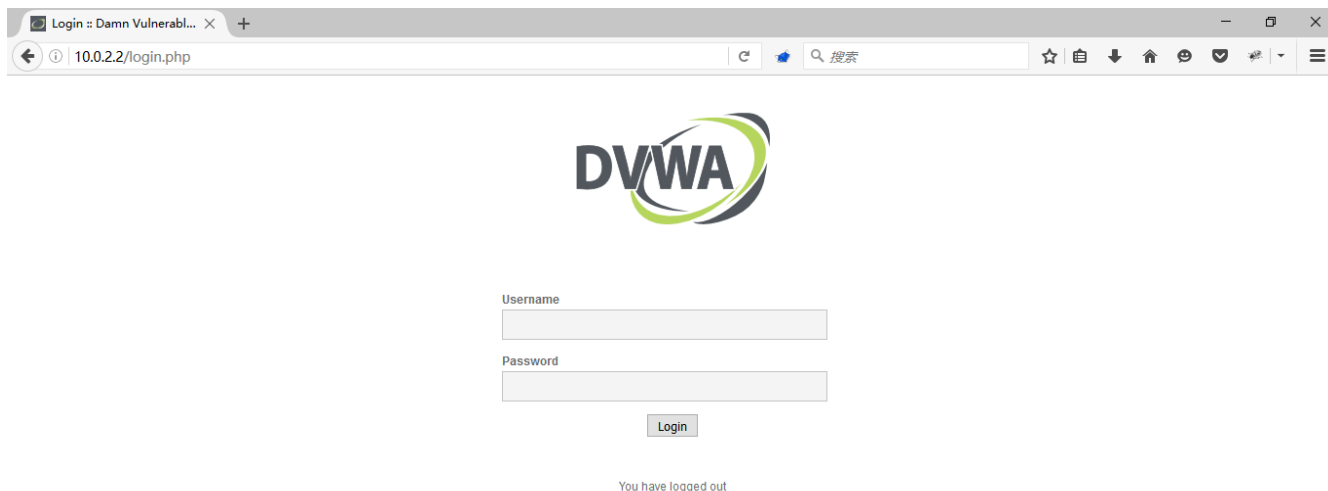 Login :: Damn Vulnerabl...
10.0.2.2/login.php
搜索
DVWA
Username
Password
Login
You have logged out